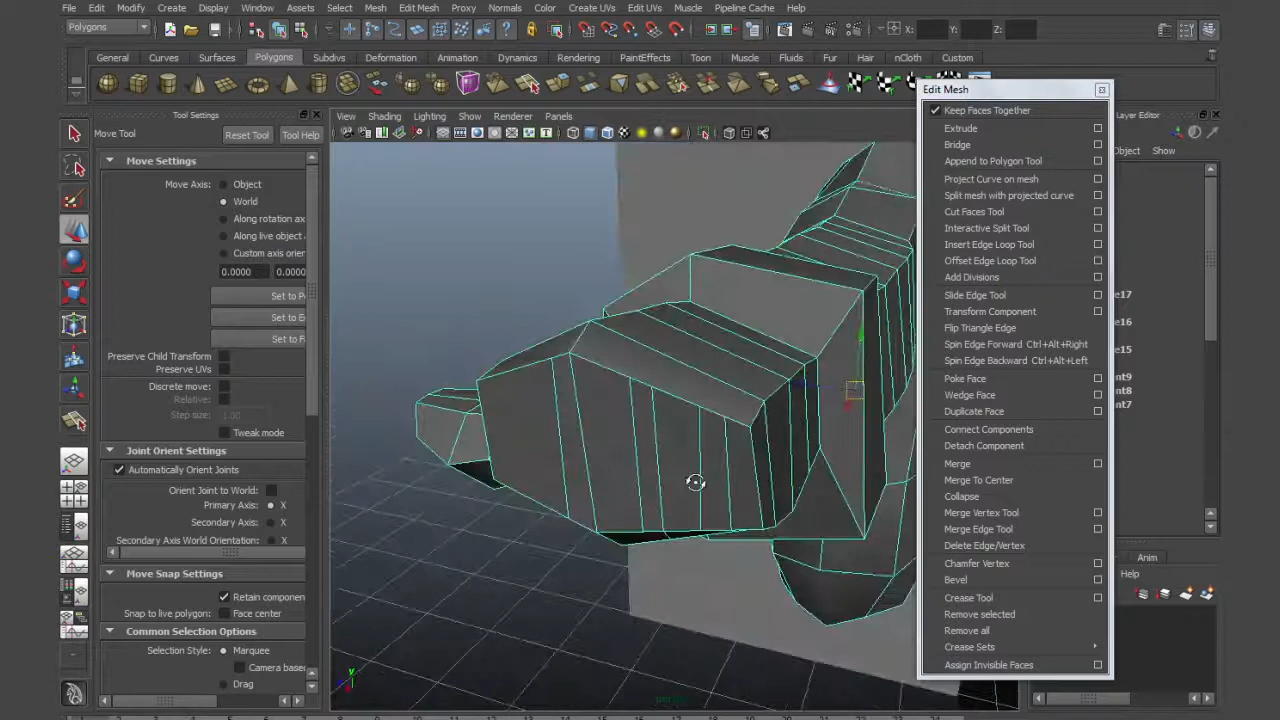 File Edit Modify Create Display Window Assets Select Mesh Edit Mesh Proxy Normals Color Create UVs Edit UVs Muscle Pipeline Cache Help
Polygons X: Y: Z:
General Curves Surfaces Polygons Subdivs Deformation Animation Dynamics Rendering PaintEffects Toon Muscle Fluids Fur Hair nCloth Custom
Tool Settings
Move Tool Reset Tool Tool Help
Move Settings
Move Axis: Object
World
Along rotation ax
Along live object
Custom axis orien
0.0000 0.0000
Set to P
Set to E
Set to F
Preserve Child Transform
Preserve UVs
Discrete move:
Relative:
Step size: 1.00
Tweak mode
Joint Orient Settings
Automatically Orient Joints
Orient Joint to World:
Primary Axis: X
Secondary Axis: X
Secondary Axis World Orientation: X
Move Snap Settings
Retain componen
Snap to live polygon: Face center
Common Selection Options
Selection Style: Marquee
Camera base
Drag
View Shading Lighting Show Renderer Panels
y
persp
Edit Mesh
Keep Faces Together
Extrude
Bridge
Append to Polygon Tool
Project Curve on mesh
Split mesh with projected curve
Cut Faces Tool
Interactive Split Tool
Insert Edge Loop Tool
Offset Edge Loop Tool
Add Divisions
Slide Edge Tool
Transform Component
Flip Triangle Edge
Spin Edge Forward Ctrl+Alt+Right
Spin Edge Backward Ctrl+Alt+Left
Poke Face
Wedge Face
Duplicate Face
Connect Components
Detach Component
Merge
Merge To Center
Collapse
Merge Vertex Tool
Merge Edge Tool
Delete Edge/Vertex
Chamfer Vertex
Bevel
Crease Tool
Remove selected
Remove all
Crease Sets
Assign Invisible Faces
Layer Editor
Object Show
e17
e16
e15
ent9
ent8
ent7
Anim
Help